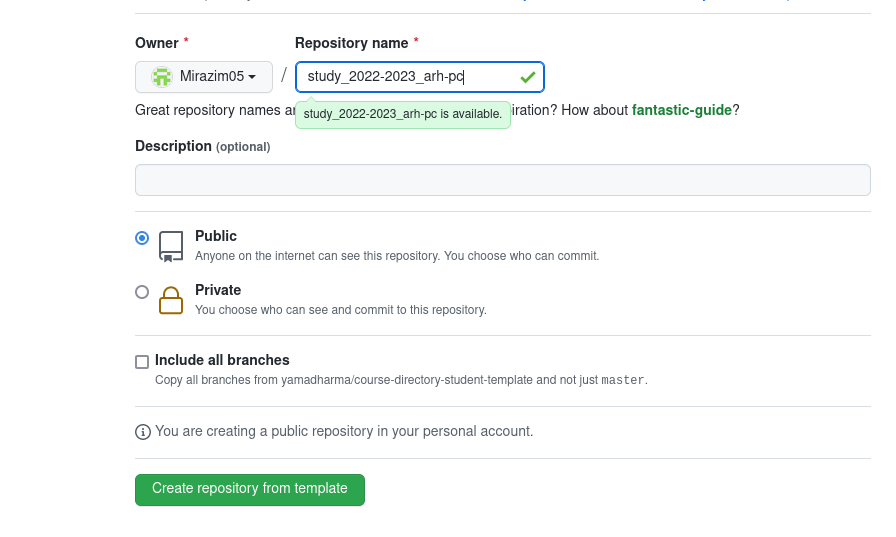 Owner *
Repository name *
Mirazim05 / study_2022-2023_arh-pc
Great repository names iration? How about fantastic-guide?
study_2022-2023_arh-pc is available.
Description (optional)
Public
Anyone on the internet can see this repository. You choose who can commit.
Private
You choose who can see and commit to this repository.
Include all branches
Copy all branches from yamadharma/course-directory-student-template and not just master.
You are creating a public repository in your personal account.
Create repository from template